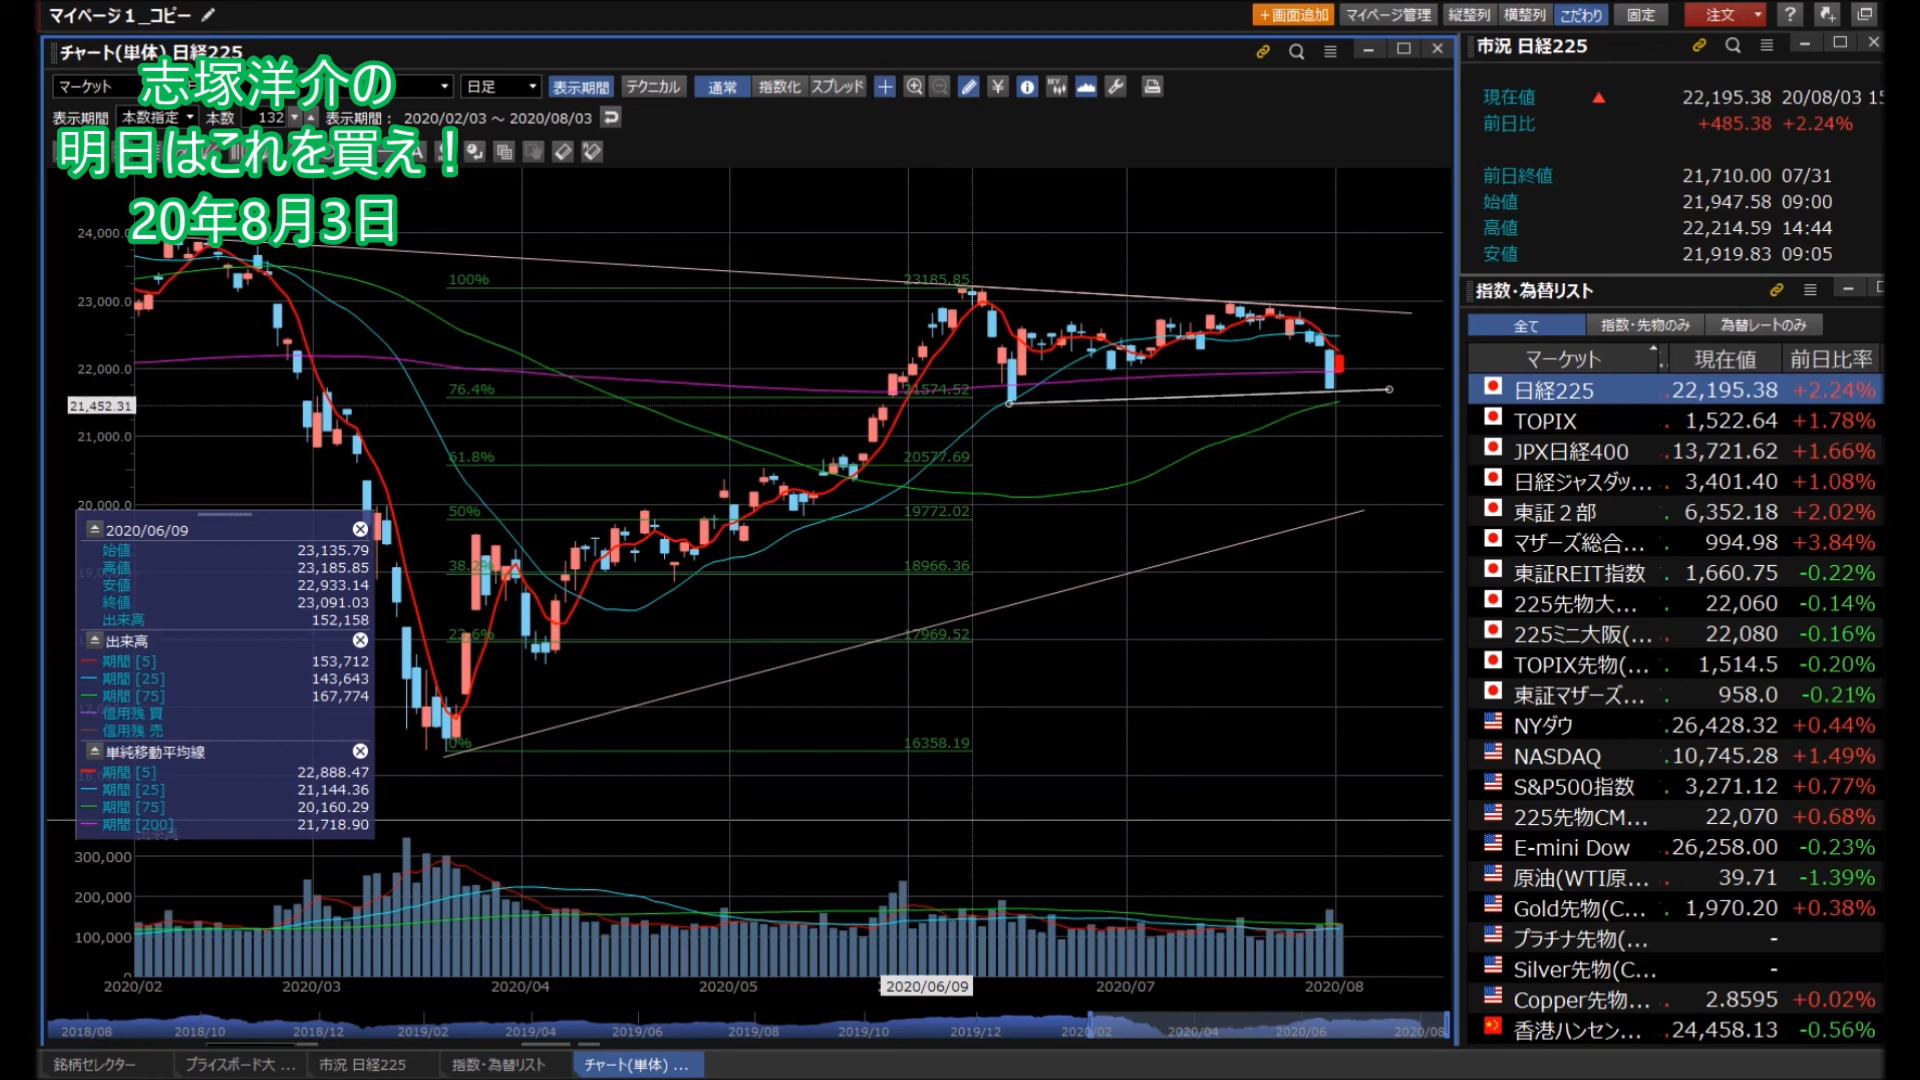 マイページ１_コピー
＋画面追加 マイページ管理 縦整列 横整列 こだわり 固定 注文 ?
チャート(単体) 日経225
マーケット 日足 表示期間 テクニカル 通常 指数化 スプレッド
表示期間 本数指定 本数 132 表示期間： 2020/02/03 ～ 2020/08/03
志塚洋介の
明日はこれを買え！
20年8月3日
24,000.0
23,000.0
22,000.0
21,452.31
21,000.0
20,000.0
100% 23185.85
76.4% 21574.52
61.8% 20577.69
50% 19772.02
38.2% 18966.36
23.6% 17969.52
0% 16358.19
2020/06/09
始値 23,135.79
高値 23,185.85
安値 22,933.14
終値 23,091.03
出来高 152,158
出来高
期間 [5] 153,712
期間 [25] 143,643
期間 [75] 167,774
信用残 買
信用残 売
単純移動平均線
期間 [5] 22,888.47
期間 [25] 21,144.36
期間 [75] 20,160.29
期間 [200] 21,718.90
300,000
200,000
100,000
0
2020/02 2020/03 2020/04 2020/05 2020/06/09 2020/07 2020/08
2018/08 2018/10 2018/12 2019/02 2019/04 2019/06 2019/08 2019/10 2019/12 2020/02 2020/04 2020/06 2020/08
銘柄セレクター プライスボード大 ... 市況 日経225 指数・為替リスト チャート(単体) ...
市況 日経225
現在値 ▲ 22,195.38 20/08/03 15
前日比 +485.38 +2.24%
前日終値 21,710.00 07/31
始値 21,947.58 09:00
高値 22,214.59 14:44
安値 21,919.83 09:05
指数・為替リスト
全て 指数・先物のみ 為替レートのみ
マーケット 現在値 前日比率
日経225 22,195.38 +2.24%
TOPIX 1,522.64 +1.78%
JPX日経400 13,721.62 +1.66%
日経ジャスダッ... 3,401.40 +1.08%
東証２部 6,352.18 +2.02%
マザーズ総合... 994.98 +3.84%
東証REIT指数 1,660.75 -0.22%
225先物大... 22,060 -0.14%
225ミニ大阪(... 22,080 -0.16%
TOPIX先物(... 1,514.5 -0.20%
東証マザーズ... 958.0 -0.21%
NYダウ 26,428.32 +0.44%
NASDAQ 10,745.28 +1.49%
S&P500指数 3,271.12 +0.77%
225先物CM... 22,070 +0.68%
E-mini Dow 26,258.00 -0.23%
原油(WTI原... 39.71 -1.39%
Gold先物(C... 1,970.20 +0.38%
プラチナ先物(... -
Silver先物(C... -
Copper先物... 2.8595 +0.02%
香港ハンセン... 24,458.13 -0.56%